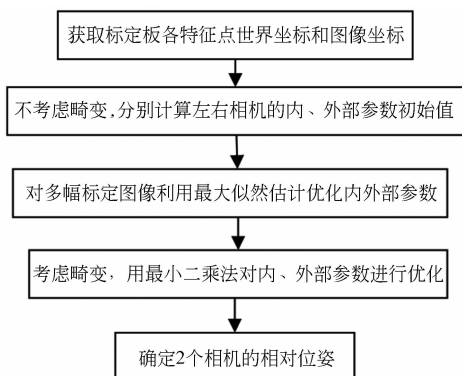 获取标定板各特征点世界坐标和图像坐标
不考虑畸变,分别计算左右相机的内、外部参数初始值
对多幅标定图像利用最大似然估计优化内外部参数
考虑畸变，用最小二乘法对内、外部参数进行优化
确定2个相机的相对位姿